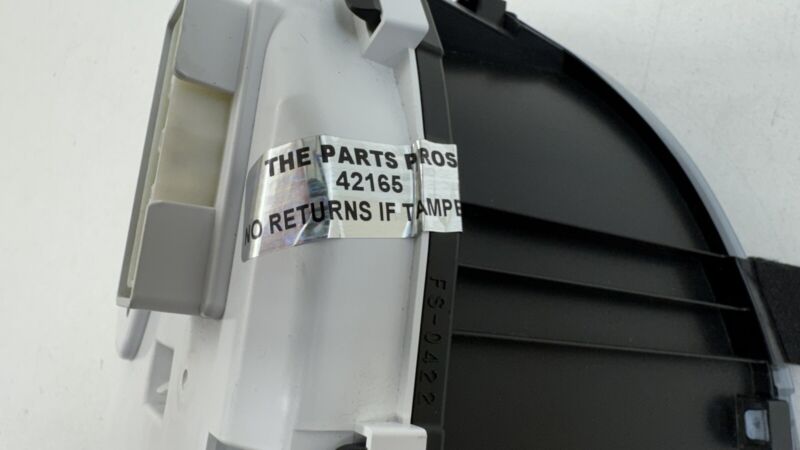 THE PARTS PROS
42165
NO RETURNS IF TAMPE
FS-0422